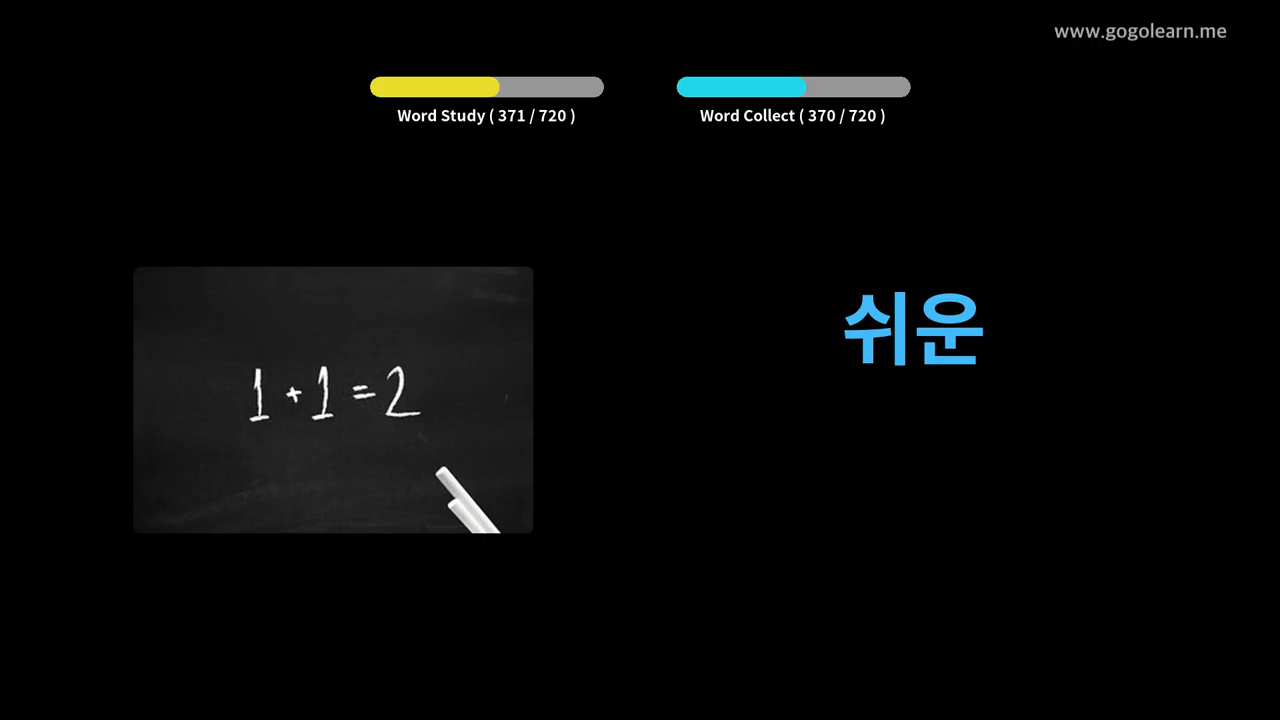 www.gogolearn.me
Word Study ( 371 / 720 )
Word Collect ( 370 / 720 )
1 + 1 = 2
쉬운